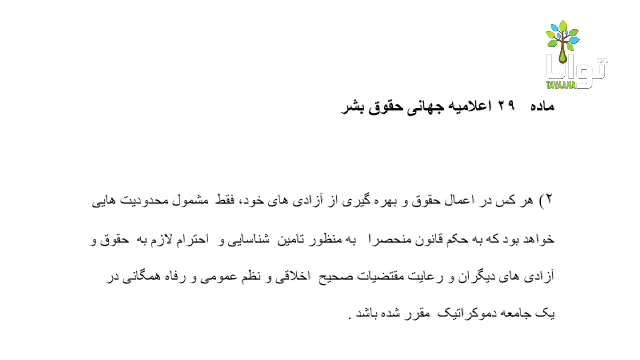 توانا
TAVAANA
ماده ۲۹ اعلامیه جهانی حقوق بشر
۲) هر کس در اعمال حقوق و بهره گیری از آزادی های خود، فقط مشمول محدودیت هایی
خواهد بود که به حکم قانون منحصرا به منظور تامین شناسایی و احترام لازم به حقوق و
آزادی های دیگران و رعایت مقتضیات صحیح اخلاقی و نظم عمومی و رفاه همگانی در
یک جامعه دموکراتیک مقرر شده باشد .